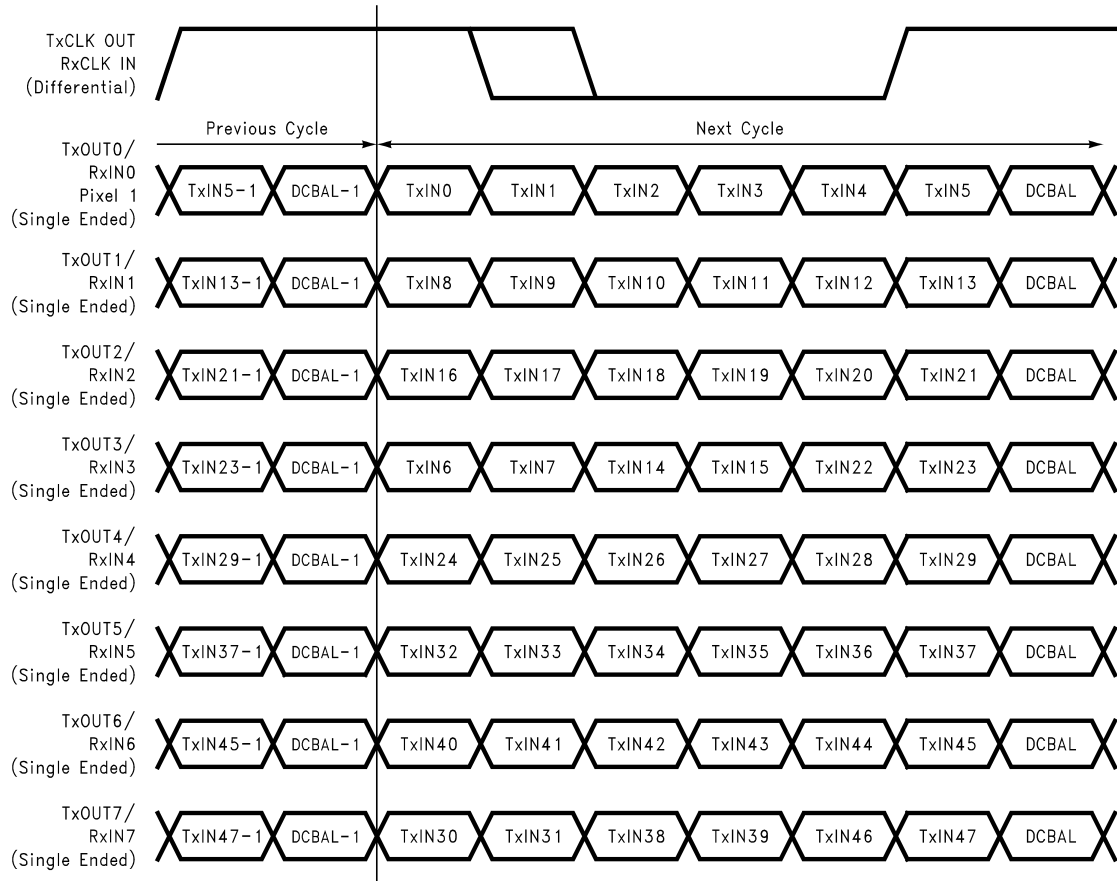 TxCLK OUT
RxCLK IN
(Differential)
Previous Cycle
Next Cycle
TxOUT0/
RxIN0
Pixel 1
(Single Ended)
TxIN5-1 DCBAL-1 TxIN0 TxIN1 TxIN2 TxIN3 TxIN4 TxIN5 DCBAL
TxOUT1/
RxIN1
(Single Ended)
TxIN13-1 DCBAL-1 TxIN8 TxIN9 TxIN10 TxIN11 TxIN12 TxIN13 DCBAL
TxOUT2/
RxIN2
(Single Ended)
TxIN21-1 DCBAL-1 TxIN16 TxIN17 TxIN18 TxIN19 TxIN20 TxIN21 DCBAL
TxOUT3/
RxIN3
(Single Ended)
TxIN23-1 DCBAL-1 TxIN6 TxIN7 TxIN14 TxIN15 TxIN22 TxIN23 DCBAL
TxOUT4/
RxIN4
(Single Ended)
TxIN29-1 DCBAL-1 TxIN24 TxIN25 TxIN26 TxIN27 TxIN28 TxIN29 DCBAL
TxOUT5/
RxIN5
(Single Ended)
TxIN37-1 DCBAL-1 TxIN32 TxIN33 TxIN34 TxIN35 TxIN36 TxIN37 DCBAL
TxOUT6/
RxIN6
(Single Ended)
TxIN45-1 DCBAL-1 TxIN40 TxIN41 TxIN42 TxIN43 TxIN44 TxIN45 DCBAL
TxOUT7/
RxIN7
(Single Ended)
TxIN47-1 DCBAL-1 TxIN30 TxIN31 TxIN38 TxIN39 TxIN46 TxIN47 DCBAL